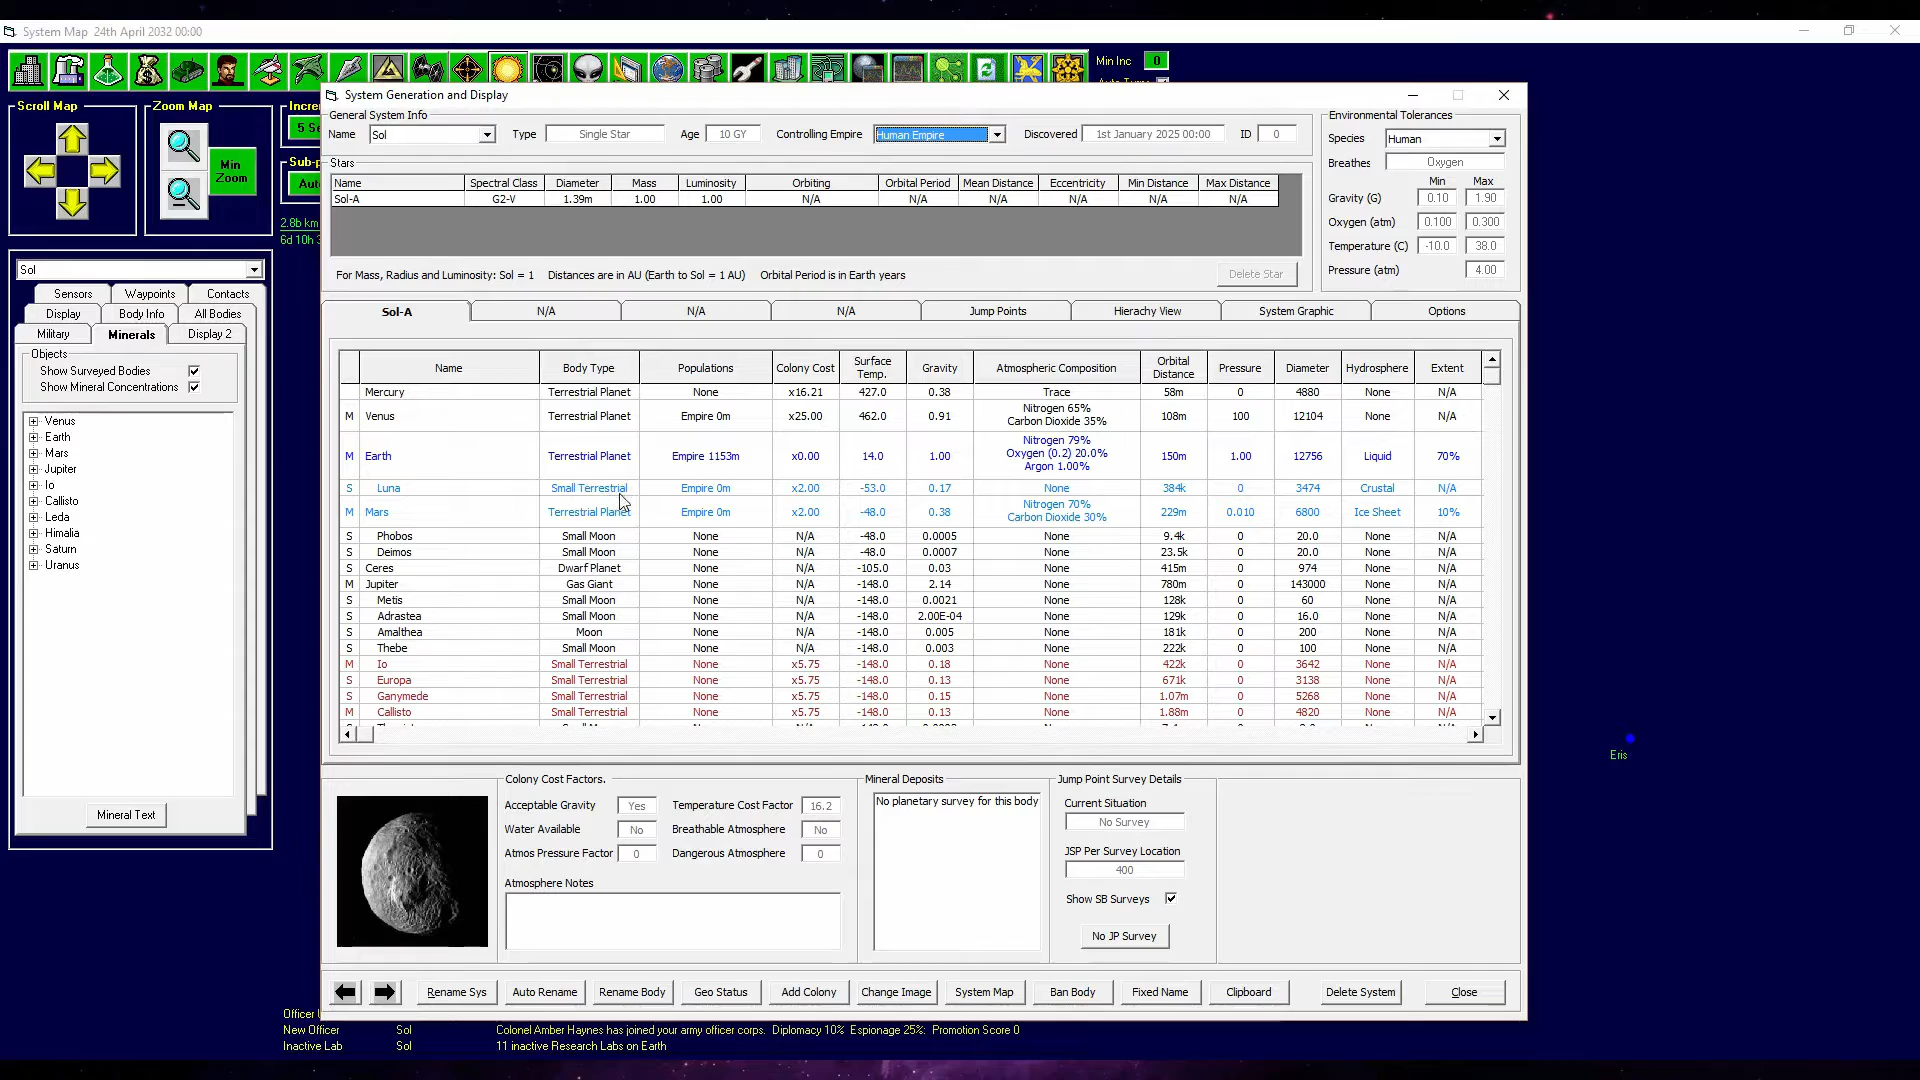 System Map   24th April 2032 00:00
Min Inc 0
Scroll Map
Zoom Map
Min Zoom
2.8b km
Sol
Sensors Waypoints Contacts
Display Body Info All Bodies
Military Minerals Display 2
Objects
Show Surveyed Bodies
Show Mineral Concentrations
Venus
Earth
Mars
Jupiter
Io
Callisto
Leda
Himalia
Saturn
Uranus
Mineral Text
System Generation and Display
General System Info
Name Sol Type Single Star Age 10 GY Controlling Empire Human Empire Discovered 1st January 2025 00:00 ID 0
Stars
Name Spectral Class Diameter Mass Luminosity Orbiting Orbital Period Mean Distance Eccentricity Min Distance Max Distance
Sol-A G2-V 1.39m 1.00 1.00 N/A N/A N/A N/A N/A N/A
For Mass, Radius and Luminosity: Sol = 1    Distances are in AU (Earth to Sol = 1 AU)    Orbital Period is in Earth years
Delete Star
Environmental Tolerances
Species Human
Breathes Oxygen
Min Max
Gravity (G) 0.10 1.90
Oxygen (atm) 0.100 0.300
Temperature (C) -10.0 38.0
Pressure (atm) 4.00
Sol-A N/A N/A N/A Jump Points Hierachy View System Graphic Options
Name Body Type Populations Colony Cost Surface Temp. Gravity Atmospheric Composition Orbital Distance Pressure Diameter Hydrosphere Extent
Mercury Terrestrial Planet None x16.21 427.0 0.38 Trace 58m 0 4880 None N/A
M Venus Terrestrial Planet Empire 0m x25.00 462.0 0.91 Nitrogen 65% Carbon Dioxide 35% 108m 100 12104 None N/A
M Earth Terrestrial Planet Empire 1153m x0.00 14.0 1.00 Nitrogen 79% Oxygen (0.2) 20.0% Argon 1.00% 150m 1.00 12756 Liquid 70%
S Luna Small Terrestrial Empire 0m x2.00 -53.0 0.17 None 384k 0 3474 Crustal N/A
M Mars Terrestrial Planet Empire 0m x2.00 -48.0 0.38 Nitrogen 70% Carbon Dioxide 30% 229m 0.010 6800 Ice Sheet 10%
S Phobos Small Moon None N/A -48.0 0.0005 None 9.4k 0 20.0 None N/A
S Deimos Small Moon None N/A -48.0 0.0007 None 23.5k 0 20.0 None N/A
S Ceres Dwarf Planet None N/A -105.0 0.03 None 415m 0 974 None N/A
M Jupiter Gas Giant None N/A -148.0 2.14 None 780m 0 143000 None N/A
S Metis Small Moon None N/A -148.0 0.0021 None 128k 0 60 None N/A
S Adrastea Small Moon None N/A -148.0 2.00E-04 None 129k 0 16.0 None N/A
S Amalthea Moon None N/A -148.0 0.005 None 181k 0 200 None N/A
S Thebe Small Moon None N/A -148.0 0.003 None 222k 0 100 None N/A
M Io Small Terrestrial None x5.75 -148.0 0.18 None 422k 0 3642 None N/A
S Europa Small Terrestrial None x5.75 -148.0 0.13 None 671k 0 3138 None N/A
S Ganymede Small Terrestrial None x5.75 -148.0 0.15 None 1.07m 0 5268 None N/A
M Callisto Small Terrestrial None x5.75 -148.0 0.13 None 1.88m 0 4820 None N/A
Colony Cost Factors.
Acceptable Gravity Yes Temperature Cost Factor 16.2
Water Available No Breathable Atmosphere No
Atmos Pressure Factor 0 Dangerous Atmosphere 0
Atmosphere Notes
Mineral Deposits
No planetary survey for this body
Jump Point Survey Details
Current Situation
No Survey
JSP Per Survey Location
400
Show SB Surveys
No JP Survey
Rename Sys Auto Rename Rename Body Geo Status Add Colony Change Image System Map Ban Body Fixed Name Clipboard Delete System Close
Eris
Officer
New Officer Sol Colonel Amber Haynes has joined your army officer corps.  Diplomacy 10%  Espionage 25%:  Promotion Score 0
Inactive Lab Sol 11 inactive Research Labs on Earth